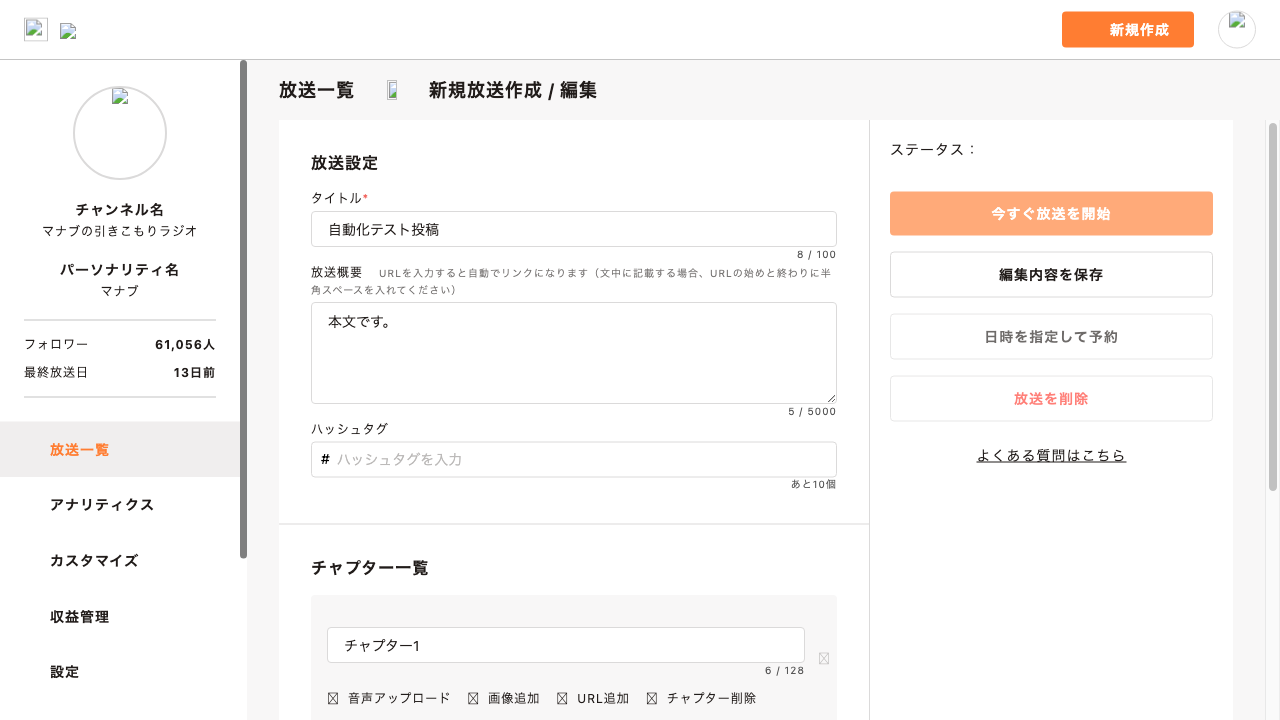 新規作成
チャンネル名
マナブの引きこもりラジオ
パーソナリティ名
マナブ
フォロワー 61,056人
最終放送日 13日前
放送一覧
アナリティクス
カスタマイズ
収益管理
設定
放送一覧 新規放送作成 / 編集
放送設定
タイトル*
自動化テスト投稿
8 / 100
放送概要 URLを入力すると自動でリンクになります（文中に記載する場合、URLの始めと終わりに半
角スペースを入れてください）
本文です。
5 / 5000
ハッシュタグ
# ハッシュタグを入力
あと10個
チャプター一覧
チャプター1
6 / 128
音声アップロード 画像追加 URL追加 チャプター削除
ステータス：
今すぐ放送を開始
編集内容を保存
日時を指定して予約
放送を削除
よくある質問はこちら